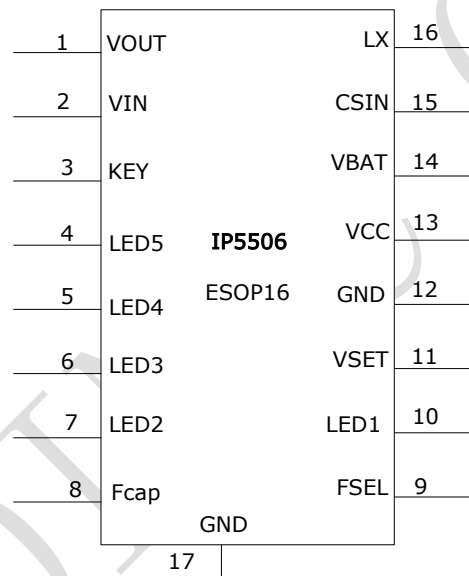 1 VOUT LX 16
2 VIN CSIN 15
3 KEY VBAT 14
4 LED5 IP5506 VCC 13
5 LED4 ESOP16 GND 12
6 LED3 VSET 11
7 LED2 LED1 10
8 Fcap FSEL 9
GND
17